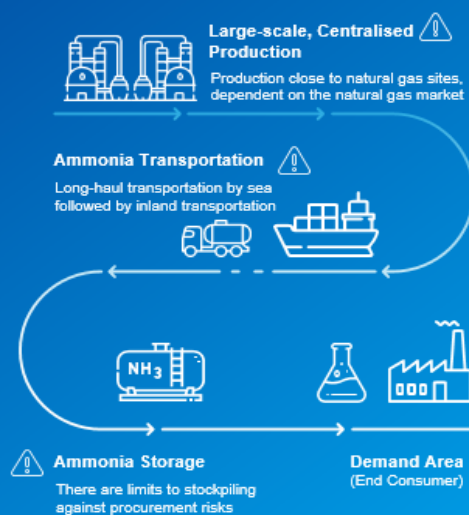 Large-scale, Centralised
Production
Production close to natural gas sites,
dependent on the natural gas market
Ammonia Transportation
Long-haul transportation by sea
followed by inland transportation
NH3
Ammonia Storage
There are limits to stockpiling
against procurement risks
Demand Area
(End Consumer)